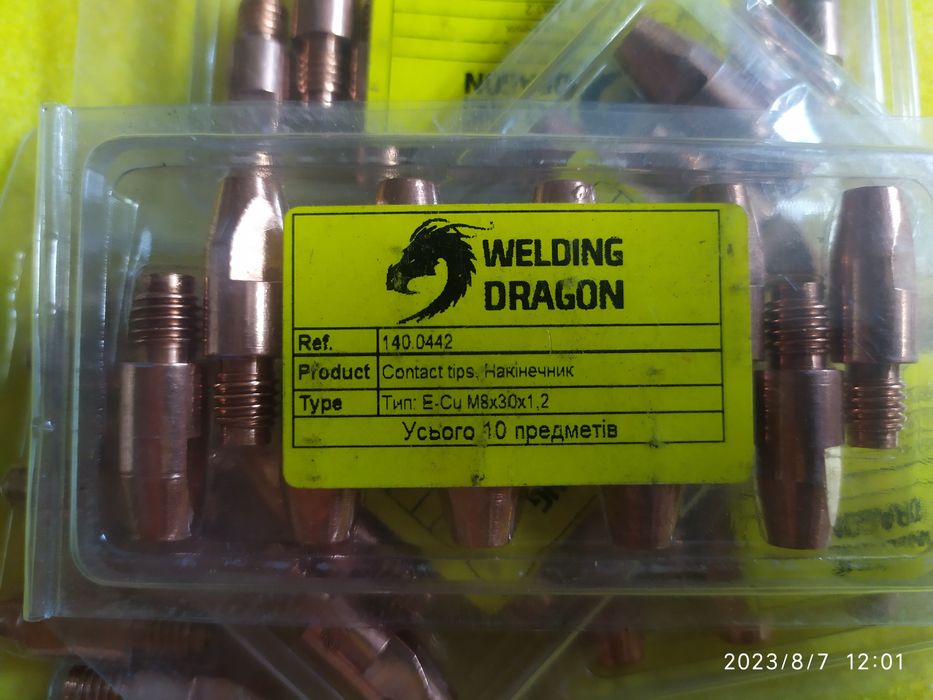 WELDING
DRAGON
Ref. 140.0442
Product Contact tips, Накінечник
Type Тип: E-Cu M8x30x1,2
Усього 10 предметів
2023/8/7 12:01